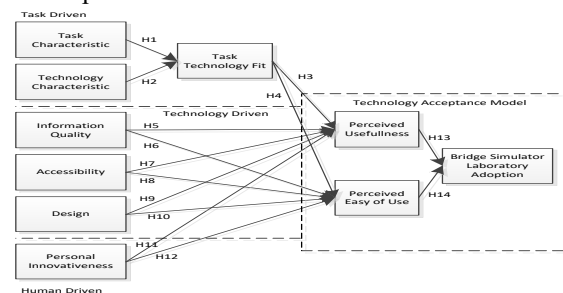 Task Driven
Task
Characteristic
H1
Task
Technology Fit
H2
Technology
Characteristic
H3
H4
Technology Driven
Technology Acceptance Model
Information
Quality
H5
H6
Perceived
Usefullness
H13
Accessibility
H7
H8
Bridge Simulator
Laboratory
Adoption
Design
H9
H10
Perceived
Easy of Use
H14
Personal
Innovativeness
H11
H12
Human Driven